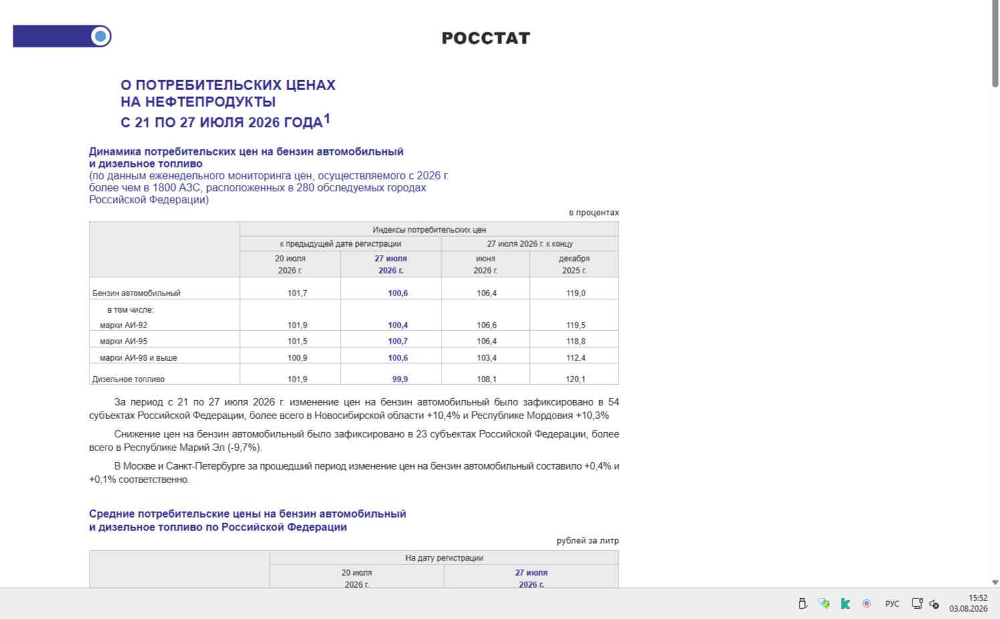 РОССТАТ
О ПОТРЕБИТЕЛЬСКИХ ЦЕНАХ
НА НЕФТЕПРОДУКТЫ
С 21 ПО 27 ИЮЛЯ 2026 ГОДА1
Динамика потребительских цен на бензин автомобильный
и дизельное топливо
(по данным еженедельного мониторинга цен, осуществляемого с 2026 г.
более чем в 1800 АЗС, расположенных в 280 обследуемых городах
Российской Федерации)
в процентах
Индексы потребительских цен
к предыдущей дате регистрации 27 июля 2026 г. к концу
20 июля 27 июля июня декабря
2026 г. 2026 г. 2026 г. 2025 г.
Бензин автомобильный 101,7 100,6 106,4 119,0
в том числе:
марки АИ-92 101,9 100,4 106,6 119,5
марки АИ-95 101,5 100,7 106,4 118,8
марки АИ-98 и выше 100,9 100,6 103,4 112,4
Дизельное топливо 101,9 99,9 108,1 120,1
За период с 21 по 27 июля 2026 г. изменение цен на бензин автомобильный было зафиксировано в 54
субъектах Российской Федерации, более всего в Новосибирской области +10,4% и Республике Мордовия +10,3%
Снижение цен на бензин автомобильный было зафиксировано в 23 субъектах Российской Федерации, более
всего в Республике Марий Эл (-9,7%).
В Москве и Санкт-Петербурге за прошедший период изменение цен на бензин автомобильный составило +0,4% и
+0,1% соответственно.
Средние потребительские цены на бензин автомобильный
и дизельное топливо по Российской Федерации
рублей за литр
На дату регистрации
20 июля 27 июля
2026 г. 2026 г.
РУС
15:52
03.08.2026